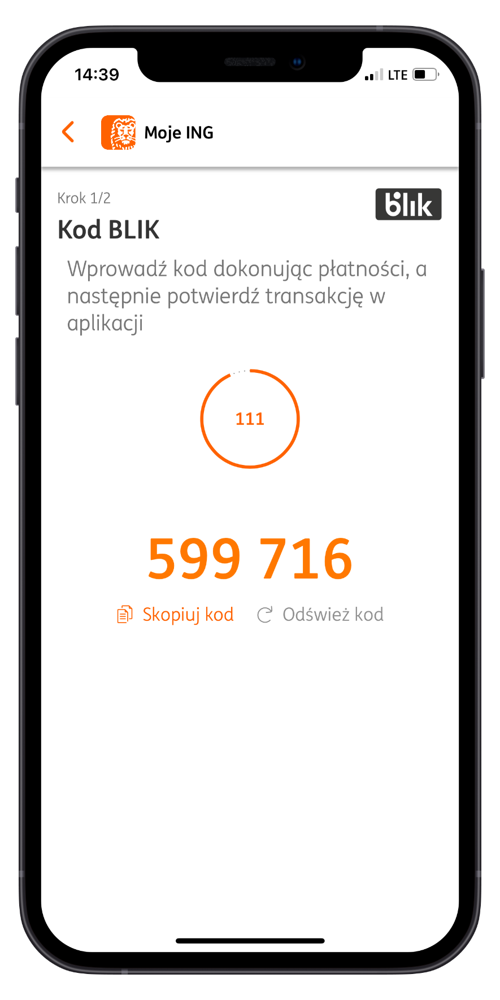 14:39
LTE
Moje ING
Krok 1/2
blik
Kod BLIK
Wprowadź kod dokonując płatności, a
następnie potwierdź transakcję w
aplikacji
111
599 716
Skopiuj kod
Odśwież kod